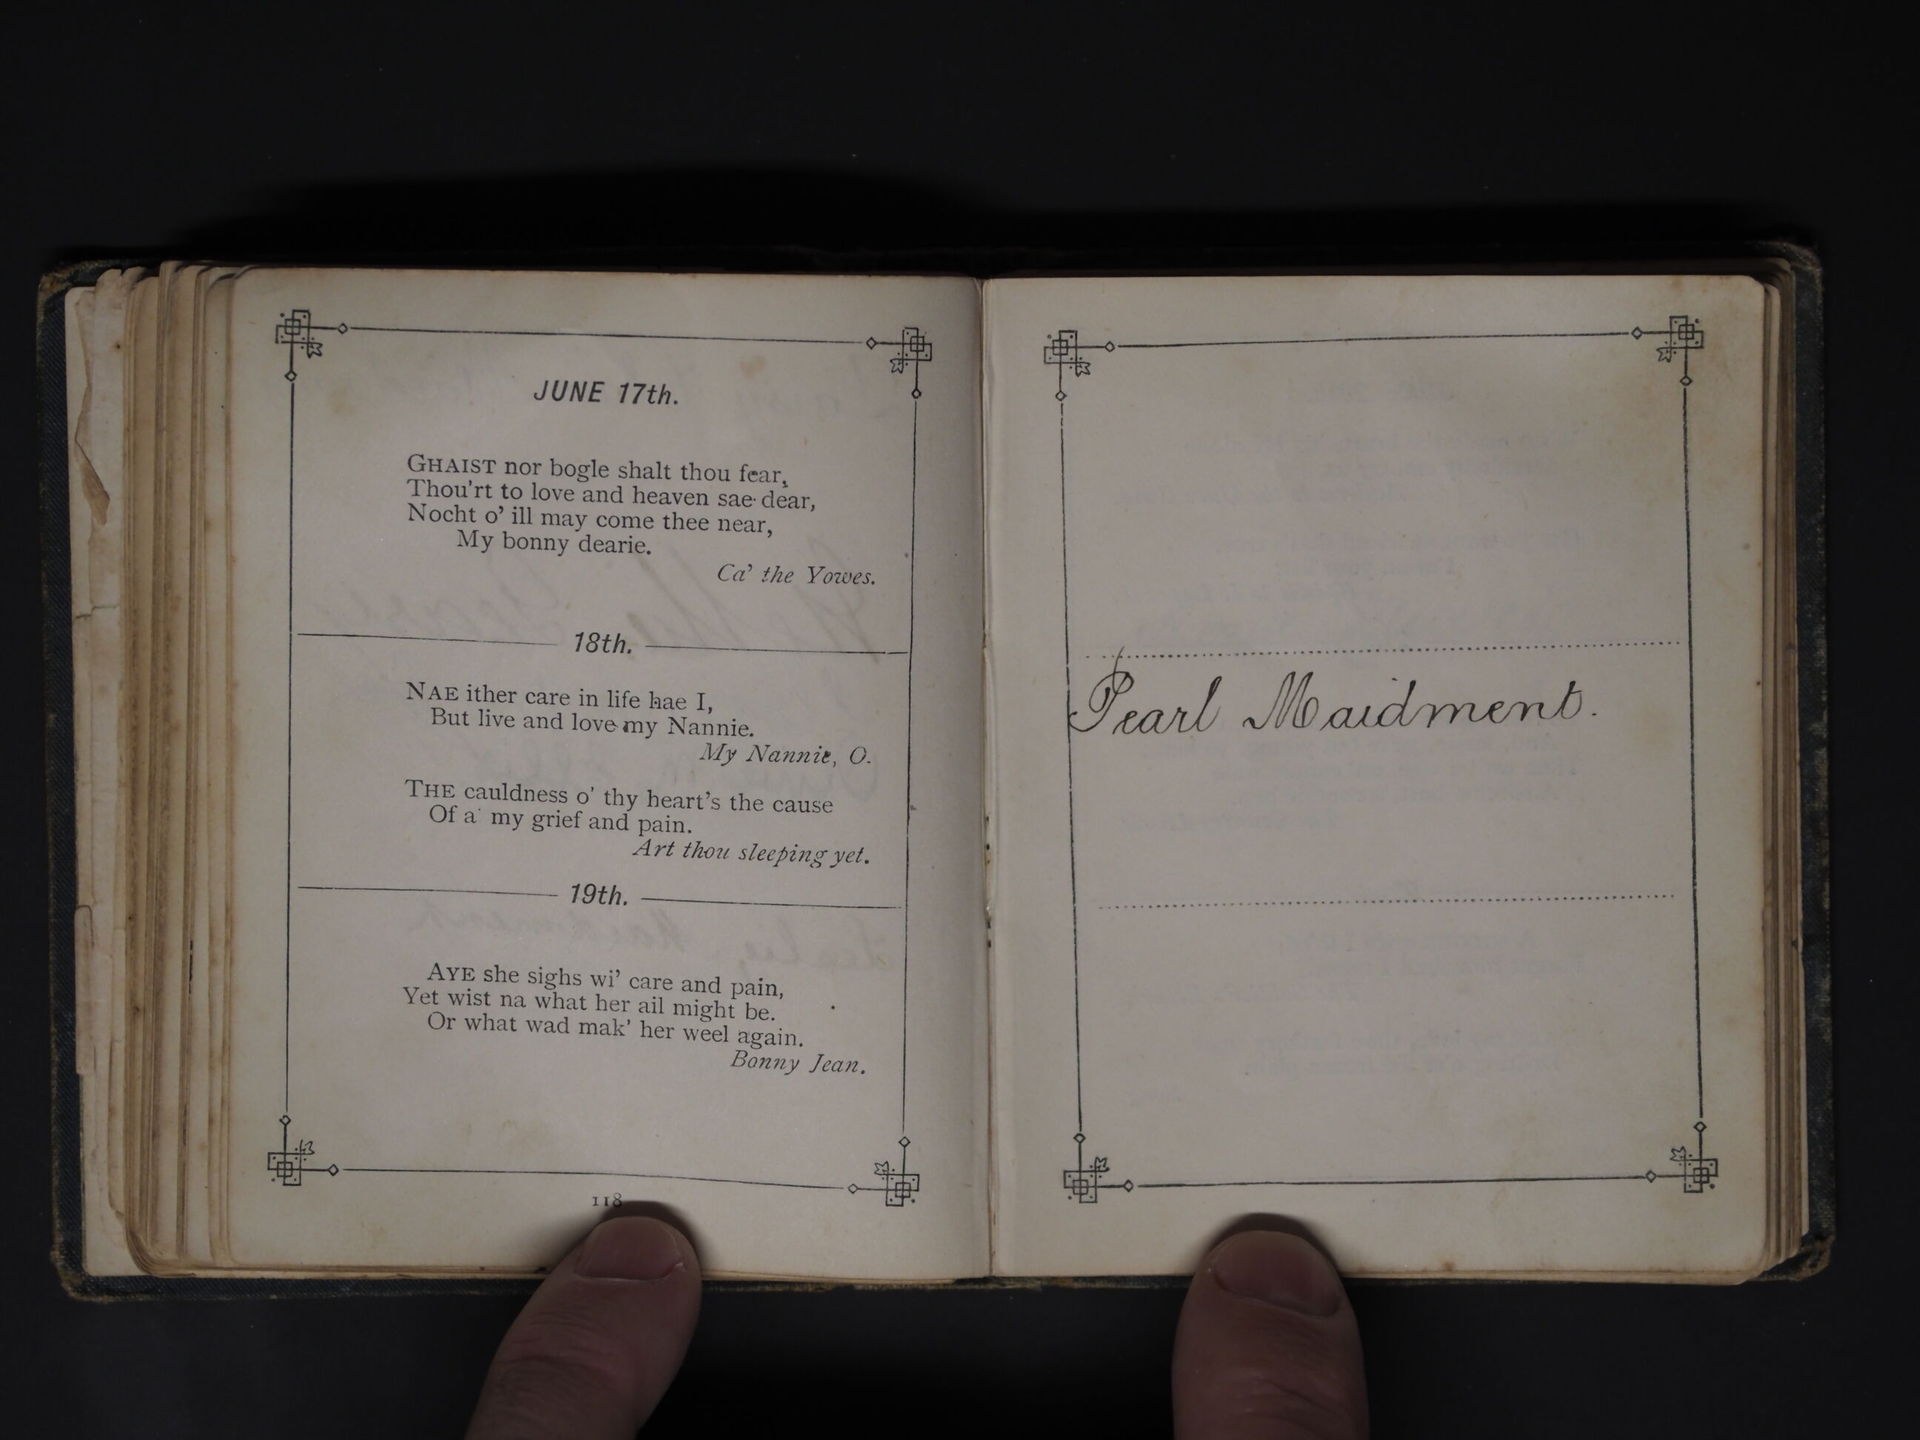 JUNE 17th.
GHAIST nor bogle shalt thou fear,
Thou'rt to love and heaven sae dear,
Nocht o' ill may come thee near,
My bonny dearie.
Ca' the Yowes.
18th.
NAE ither care in life hae I,
But live and love my Nannie.
My Nannie, O.
THE cauldness o' thy heart's the cause
Of a' my grief and pain.
Art thou sleeping yet.
19th.
AYE she sighs wi' care and pain,
Yet wist na what her ail might be.
Or what wad mak' her weel again.
Bonny Jean.
118
Pearl Maidment.